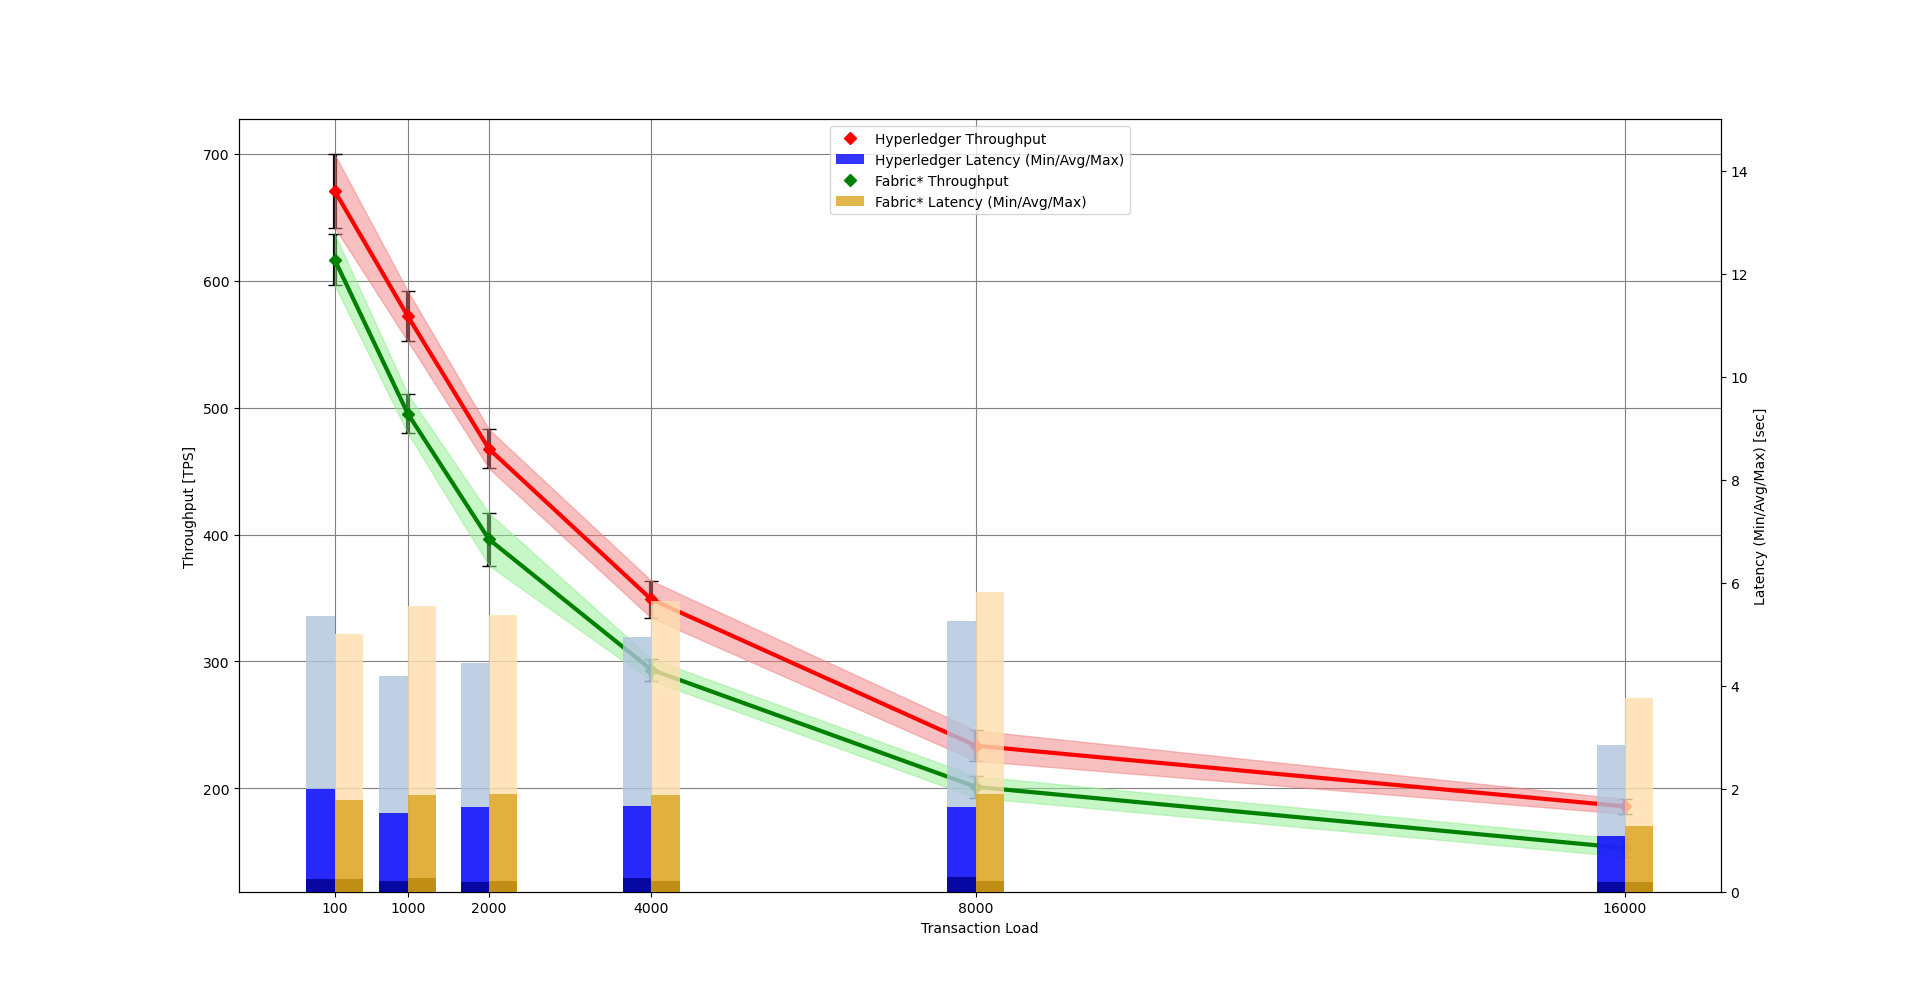 Hyperledger Throughput
Hyperledger Latency (Min/Avg/Max)
Fabric* Throughput
Fabric* Latency (Min/Avg/Max)
Throughput [TPS]
700
600
500
400
300
200
Latency (Min/Avg/Max) [sec]
14
12
10
8
6
4
2
0
100 1000 2000 4000 8000 16000
Transaction Load